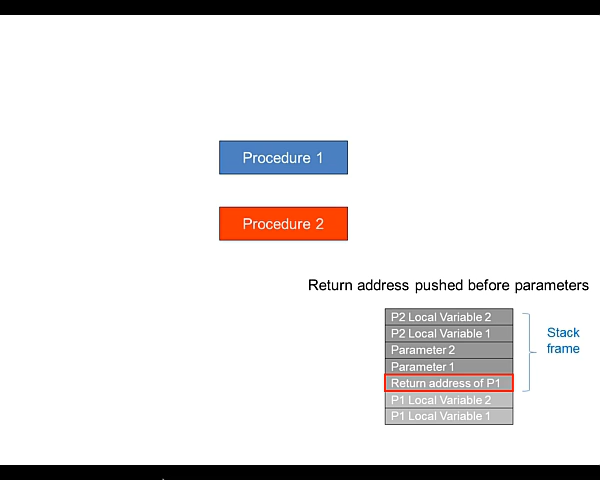 Procedure 1
Procedure 2
Return address pushed before parameters
P2 Local Variable 2
P2 Local Variable 1
Parameter 2
Parameter 1
Return address of P1
P1 Local Variable 2
P1 Local Variable 1
Stack
frame